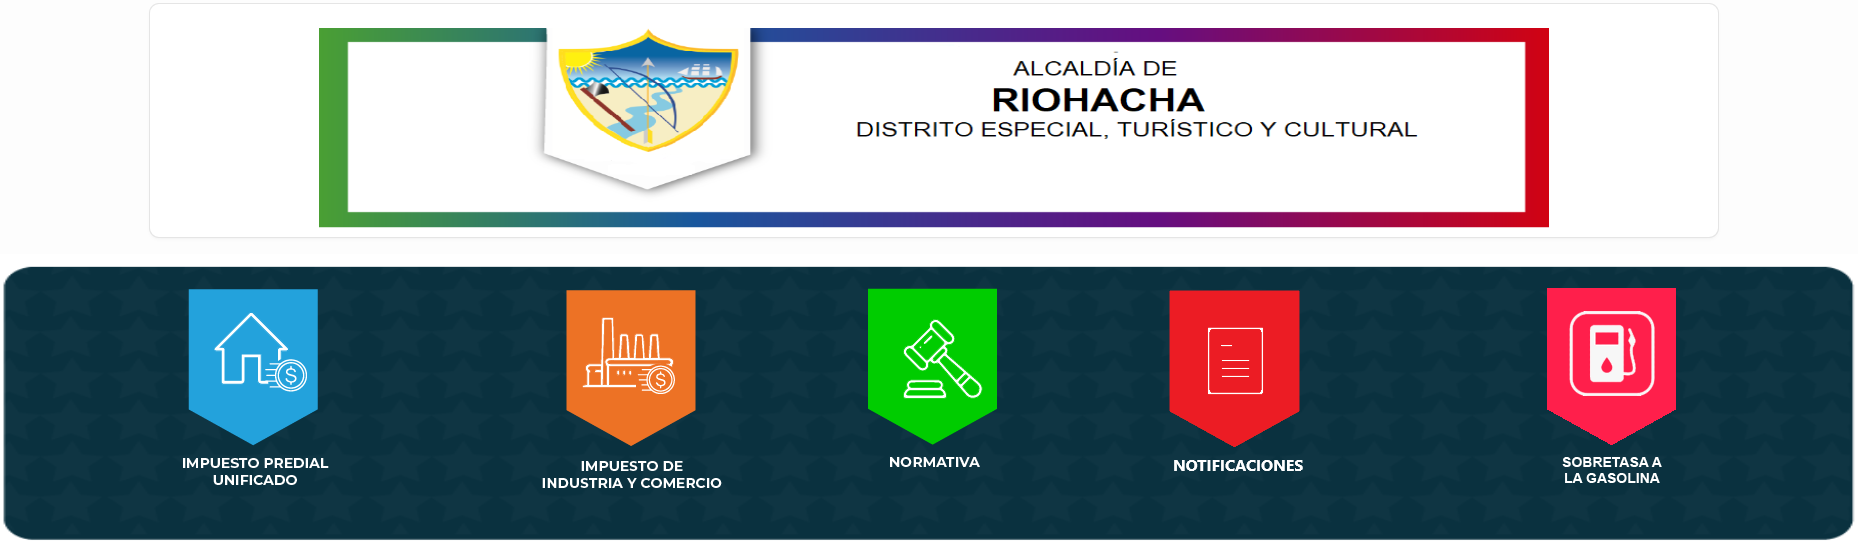 ALCALDÍA DE
RIOHACHA
DISTRITO ESPECIAL, TURÍSTICO Y CULTURAL
IMPUESTO PREDIAL
UNIFICADO
IMPUESTO DE
INDUSTRIA Y COMERCIO
NORMATIVA
NOTIFICACIONES
SOBRETASA A
LA GASOLINA